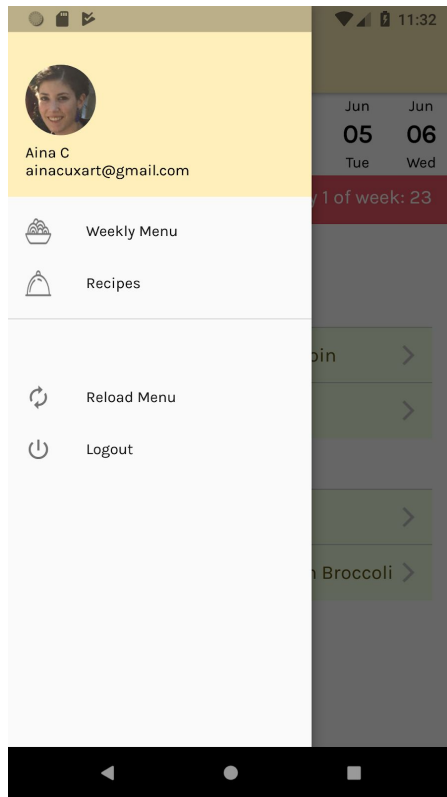 11:32
Jun Jun
05 06
Tue Wed
1 of week: 23
Aina C
ainacuxart@gmail.com
Weekly Menu
Recipes
Reload Menu
Logout
Broccoli